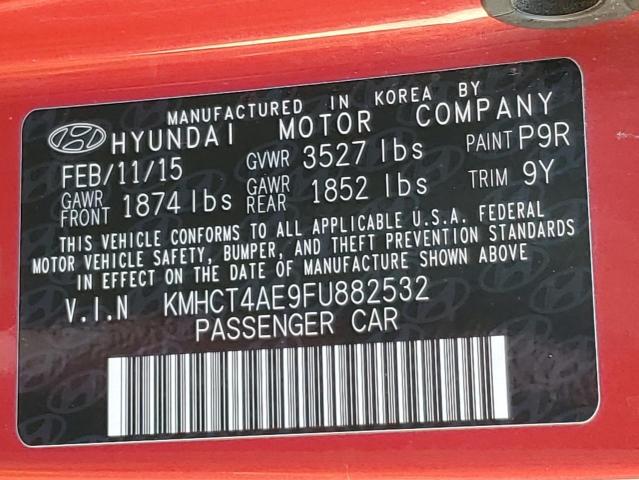 MANUFACTURED IN KOREA BY
HYUNDAI MOTOR COMPANY
FEB/11/15 GVWR 3527 lbs PAINT P9R
GAWR FRONT 1874 lbs GAWR REAR 1852 lbs TRIM 9Y
THIS VEHICLE CONFORMS TO ALL APPLICABLE U.S.A. FEDERAL
MOTOR VEHICLE SAFETY, BUMPER, AND THEFT PREVENTION STANDARDS
IN EFFECT ON THE DATE OF MANUFACTURE SHOWN ABOVE
V.I.N KMHCT4AE9FU882532
PASSENGER CAR